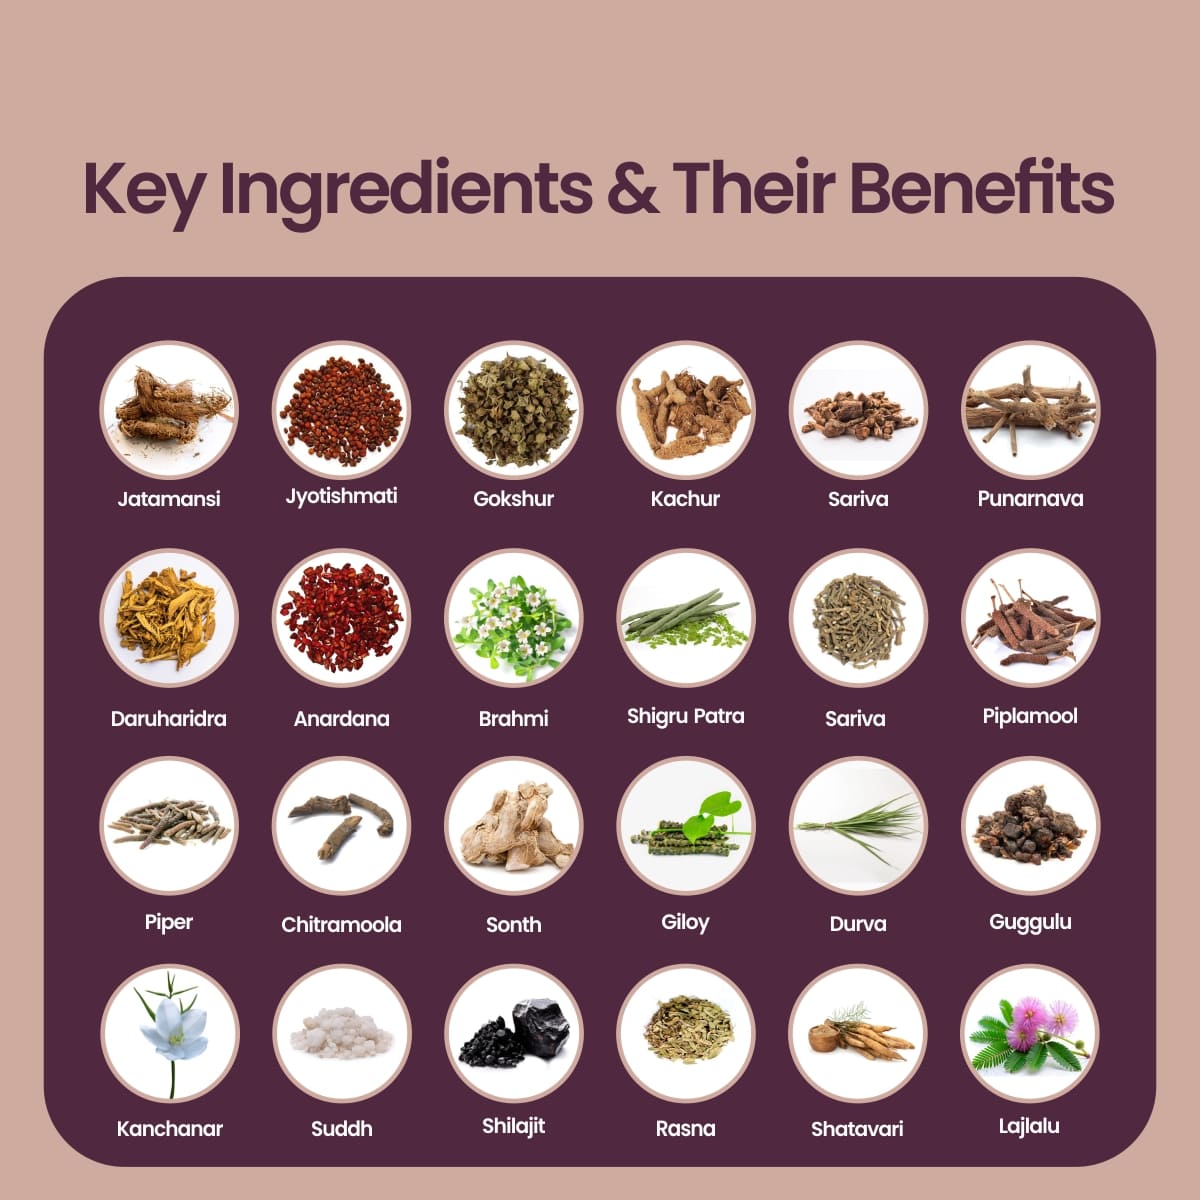 Key Ingredients & Their Benefits
Jatamansi
Jyotishmati
Gokshur
Kachur
Sariva
Punarnava
Daruharidra
Anardana
Brahmi
Shigru Patra
Sariva
Piplamool
Piper
Chitramoola
Sonth
Giloy
Durva
Guggulu
Kanchanar
Suddh
Shilajit
Rasna
Shatavari
Lajlalu